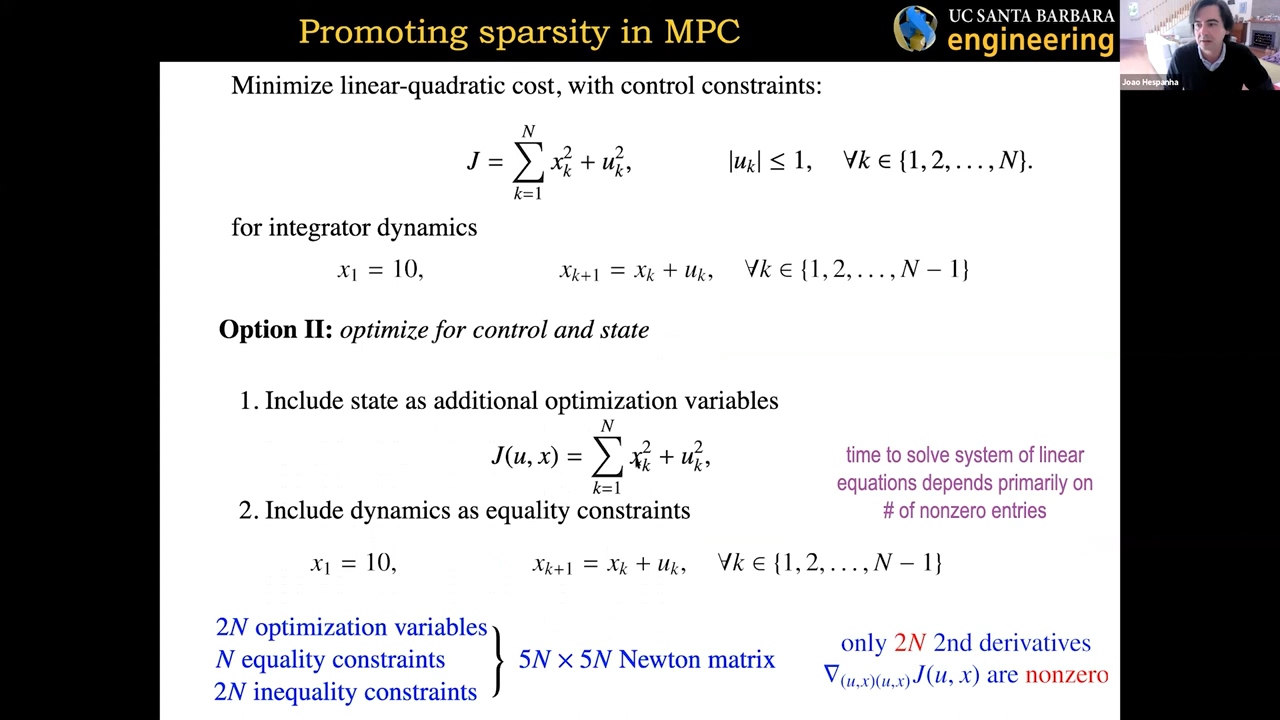 Promoting sparsity in MPC
UC SANTA BARBARA
engineering
Joao Hespanha
Minimize linear-quadratic cost, with control constraints:
J = ∑_{k=1}^{N} x_k^2 + u_k^2, |u_k| ≤ 1, ∀k ∈ {1, 2, . . . , N}.
for integrator dynamics
x_1 = 10, x_{k+1} = x_k + u_k, ∀k ∈ {1, 2, . . . , N − 1}
Option II: optimize for control and state
1. Include state as additional optimization variables
J(u, x) = ∑_{k=1}^{N} x_k^2 + u_k^2,
2. Include dynamics as equality constraints
x_1 = 10, x_{k+1} = x_k + u_k, ∀k ∈ {1, 2, . . . , N − 1}
time to solve system of linear
equations depends primarily on
# of nonzero entries
2N optimization variables
N equality constraints
2N inequality constraints
5N × 5N Newton matrix
only 2N 2nd derivatives
∇_{(u,x)(u,x)} J(u, x) are nonzero